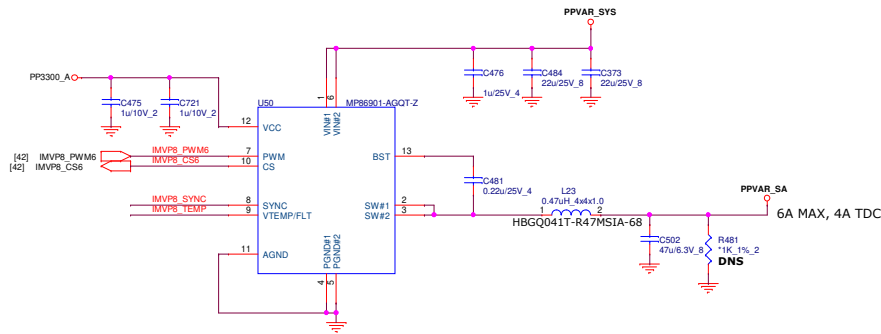 PPVAR_SYS
PP3300_A
C475
1u/10V_2
C721
1u/10V_2
C476
1u/25V_4
C484
22u/25V_8
C373
22u/25V_8
U50
MP86901-AGQT-Z
1
6
VIN#1
VIN#2
12
VCC
[42]
IMVP8_PWM6
IMVP8_PWM6
7
PWM
[42]
IMVP8_CS6
IMVP8_CS6
10
CS
BST
13
C481
0.22u/25V_4
IMVP8_SYNC
8
SYNC
IMVP8_TEMP
9
VTEMP/FLT
SW#1
2
SW#2
3
L23
0.47uH_4x4x1.0
1
2
HBGQ041T-R47MSIA-68
PPVAR_SA
6A MAX, 4A TDC
C502
47u/6.3V_8
R481
*1K_1%_2
DNS
11
AGND
PGND#1
PGND#2
4
5